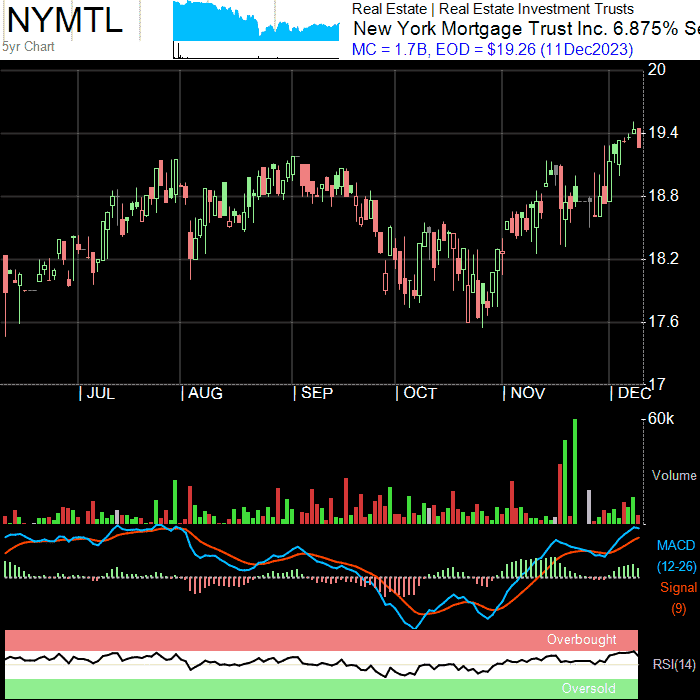 NYMTL
5yr Chart
Real Estate | Real Estate Investment Trusts
New York Mortgage Trust Inc. 6.875% Se
MC = 1.7B, EOD = $19.26 (11Dec2023)
20
19.4
18.8
18.2
17.6
17
JUL AUG SEP OCT NOV DEC
60k
Volume
MACD
(12-26)
Signal
(9)
Overbought
RSI(14)
Oversold